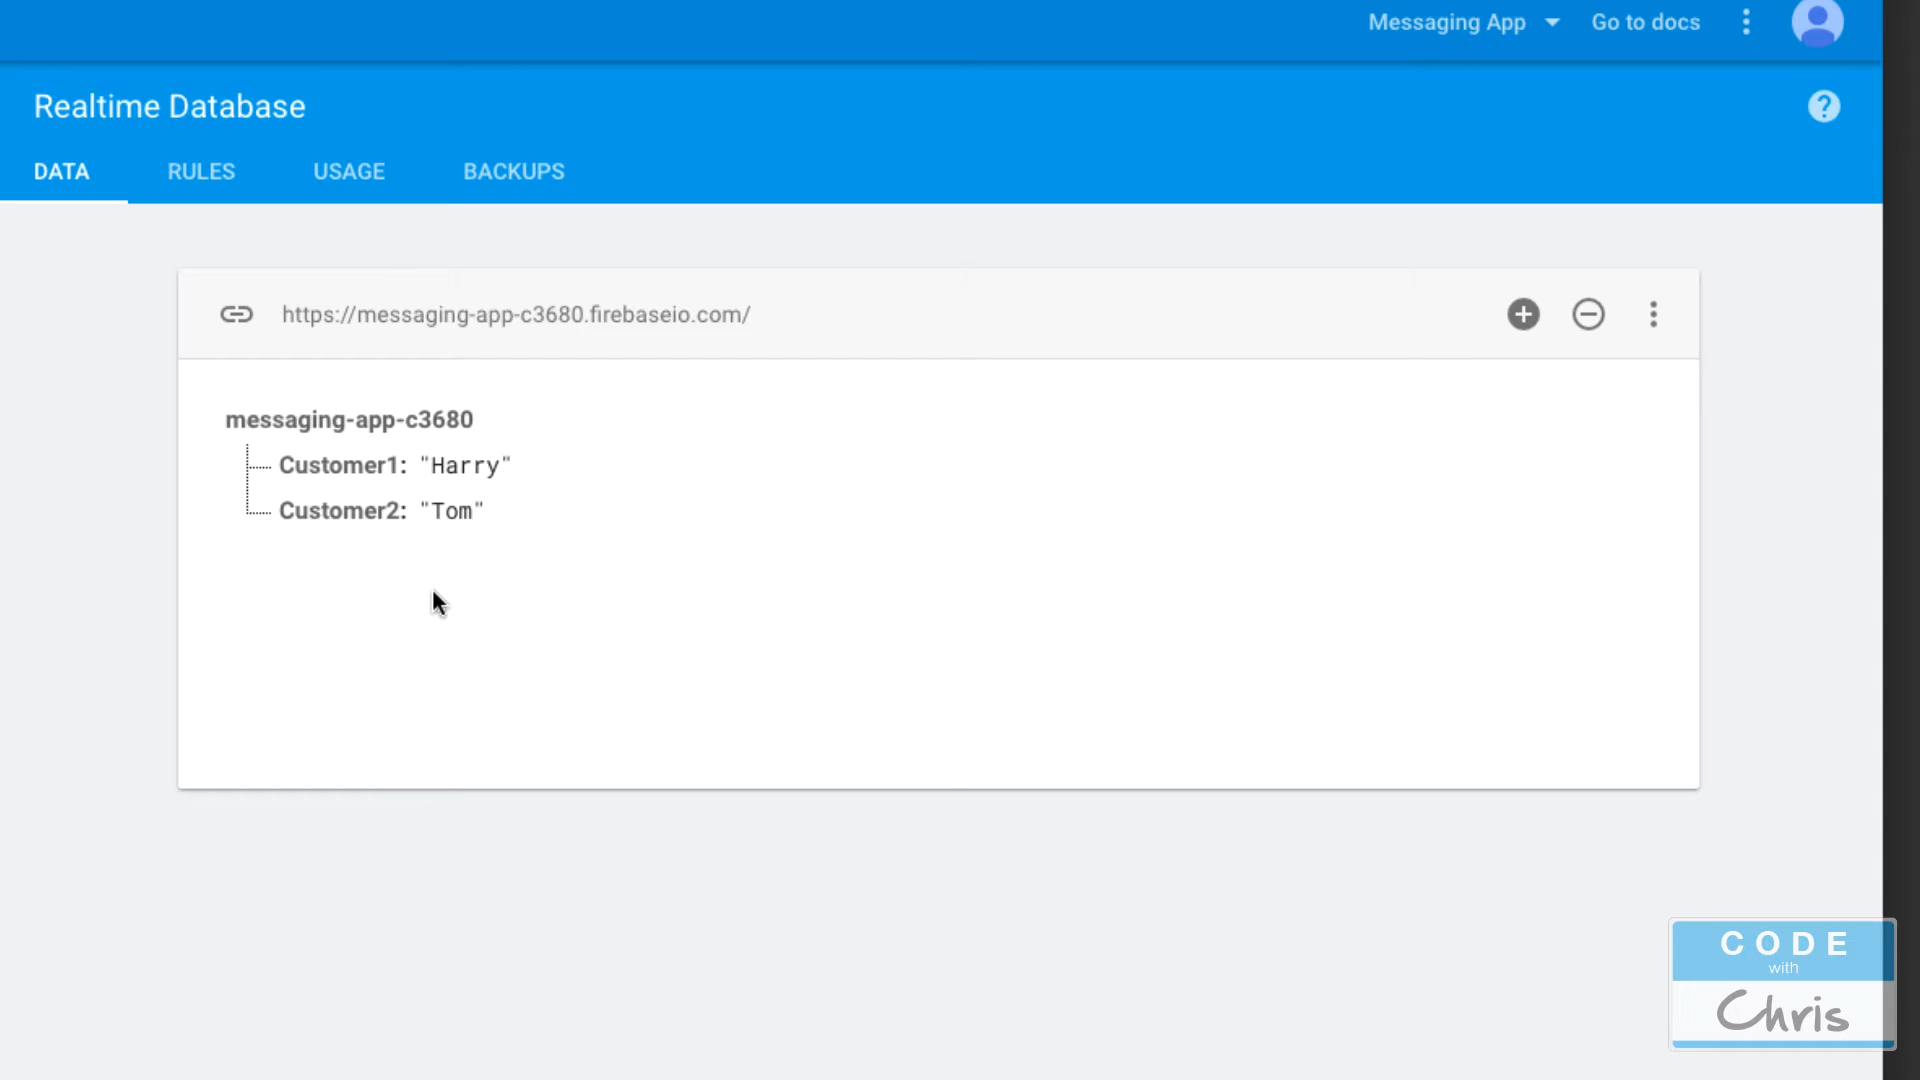 Messaging App Go to docs
Realtime Database
?
DATA RULES USAGE BACKUPS
https://messaging-app-c3680.firebaseio.com/
messaging-app-c3680
Customer1: "Harry"
Customer2: "Tom"
CODE
with
Chris